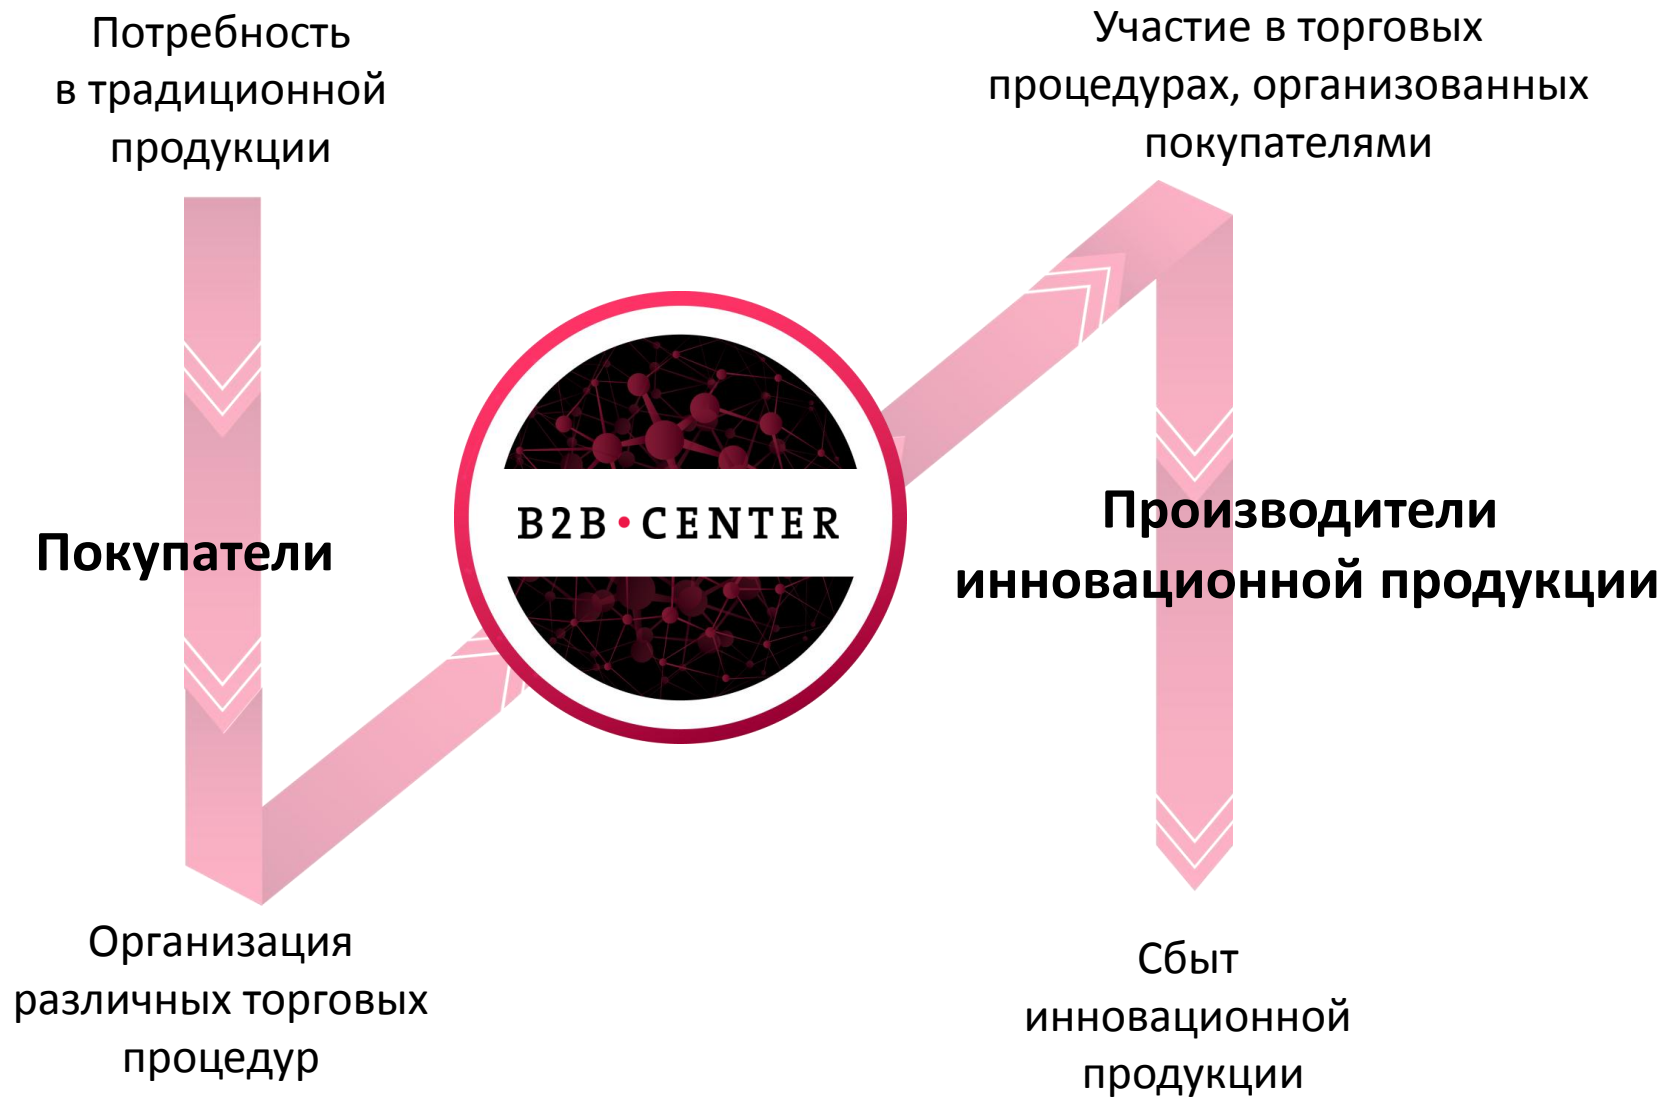 Потребность
в традиционной
продукции
Покупатели
Организация
различных торговых
процедур
B2B•CENTER
Участие в торговых
процедурах, организованных
покупателями
Производители
инновационной продукции
Сбыт
инновационной
продукции